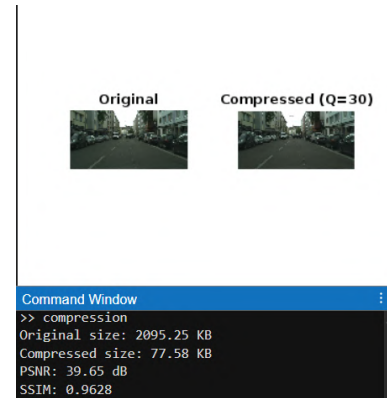 Original
Compressed (Q=30)
Command Window
>> compression
Original size: 2095.25 KB
Compressed size: 77.58 KB
PSNR: 39.65 dB
SSIM: 0.9628